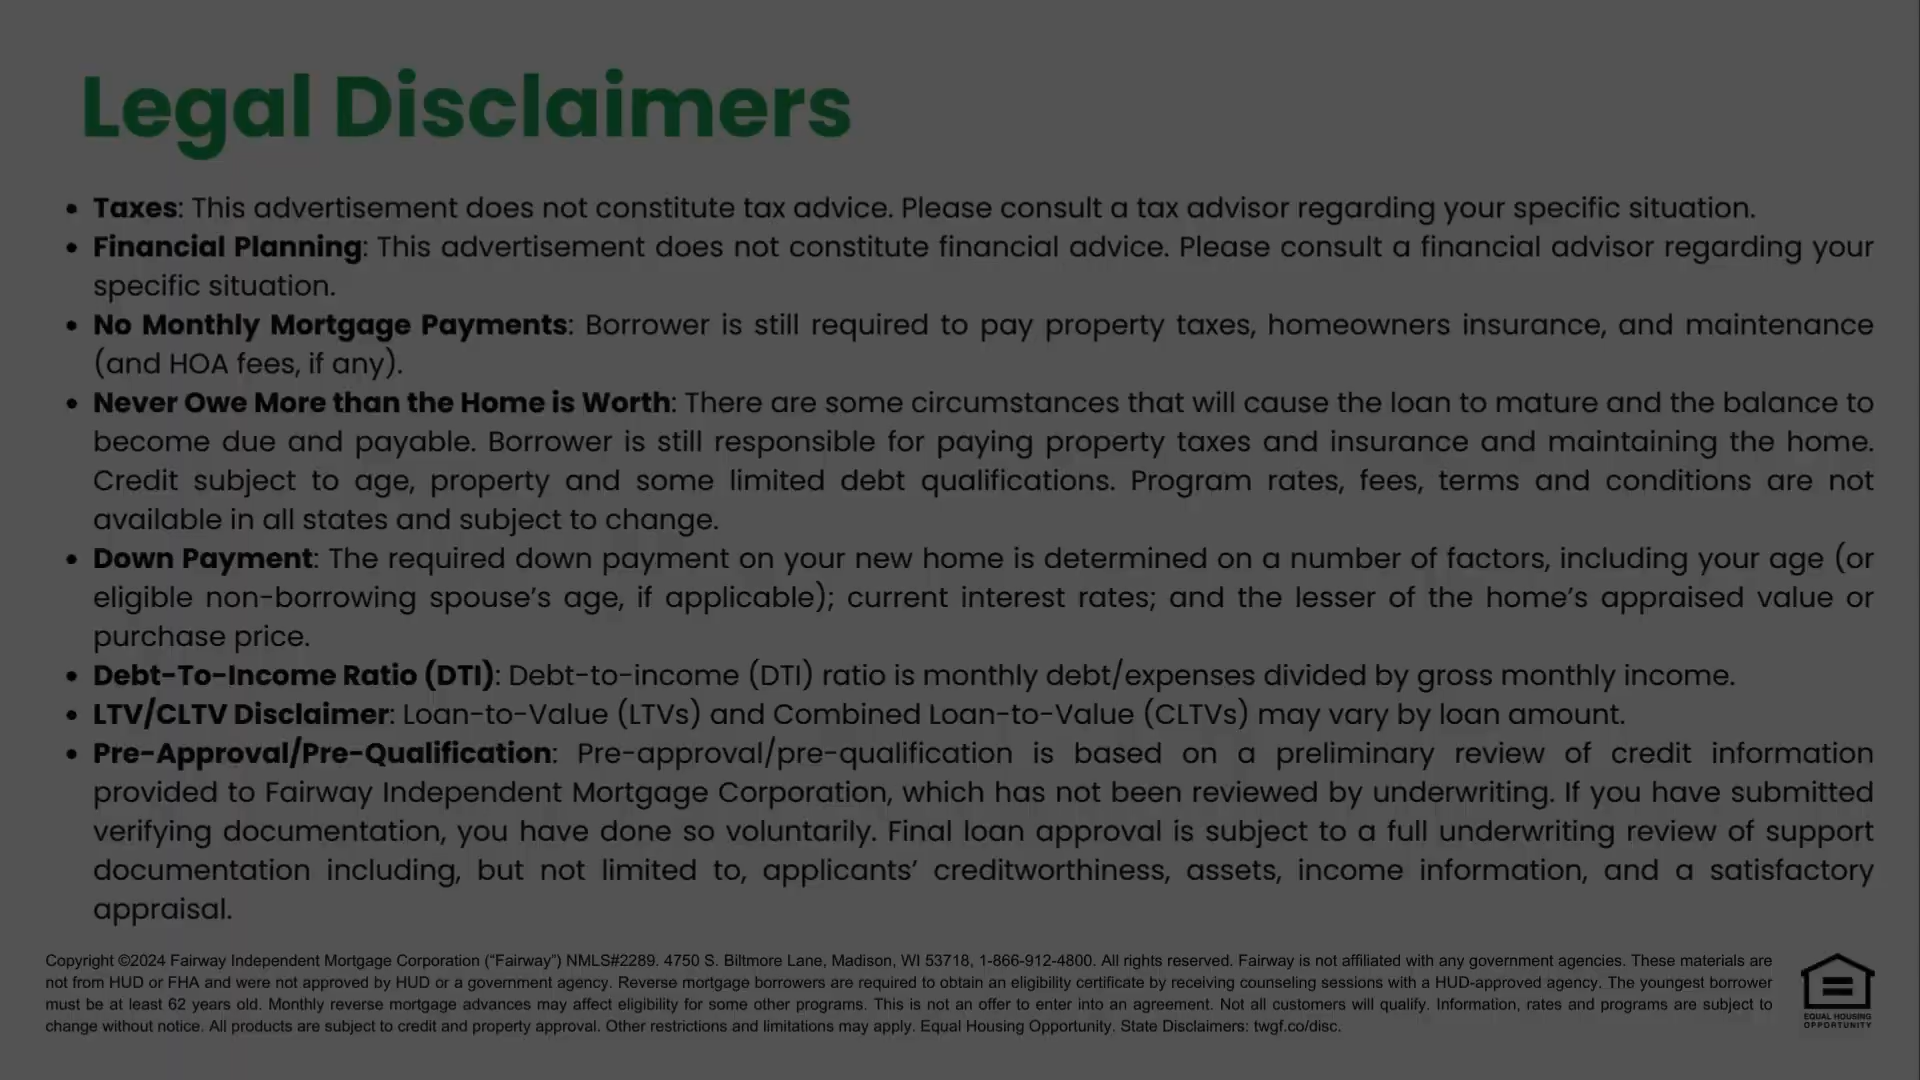 Legal Disclaimers
• Taxes: This advertisement does not constitute tax advice. Please consult a tax advisor regarding your specific situation.
• Financial Planning: This advertisement does not constitute financial advice. Please consult a financial advisor regarding your
specific situation.
• No Monthly Mortgage Payments: Borrower is still required to pay property taxes, homeowners insurance, and maintenance
(and HOA fees, if any).
• Never Owe More than the Home is Worth: There are some circumstances that will cause the loan to mature and the balance to
become due and payable. Borrower is still responsible for paying property taxes and insurance and maintaining the home.
Credit subject to age, property and some limited debt qualifications. Program rates, fees, terms and conditions are not
available in all states and subject to change.
• Down Payment: The required down payment on your new home is determined on a number of factors, including your age (or
eligible non-borrowing spouse’s age, if applicable); current interest rates; and the lesser of the home’s appraised value or
purchase price.
• Debt-To-Income Ratio (DTI): Debt-to-income (DTI) ratio is monthly debt/expenses divided by gross monthly income.
• LTV/CLTV Disclaimer: Loan-to-Value (LTVs) and Combined Loan-to-Value (CLTVs) may vary by loan amount.
• Pre-Approval/Pre-Qualification: Pre-approval/pre-qualification is based on a preliminary review of credit information
provided to Fairway Independent Mortgage Corporation, which has not been reviewed by underwriting. If you have submitted
verifying documentation, you have done so voluntarily. Final loan approval is subject to a full underwriting review of support
documentation including, but not limited to, applicants’ creditworthiness, assets, income information, and a satisfactory
appraisal.
Copyright ©2024 Fairway Independent Mortgage Corporation (“Fairway”) NMLS#2289. 4750 S. Biltmore Lane, Madison, WI 53718, 1-866-912-4800. All rights reserved. Fairway is not affiliated with any government agencies. These materials are
not from HUD or FHA and were not approved by HUD or a government agency. Reverse mortgage borrowers are required to obtain an eligibility certificate by receiving counseling sessions with a HUD-approved agency. The youngest borrower
must be at least 62 years old. Monthly reverse mortgage advances may affect eligibility for some other programs. This is not an offer to enter into an agreement. Not all customers will qualify. Information, rates and programs are subject to
change without notice. All products are subject to credit and property approval. Other restrictions and limitations may apply. Equal Housing Opportunity. State Disclaimers: twgf.co/disc.
EQUAL HOUSING
OPPORTUNITY